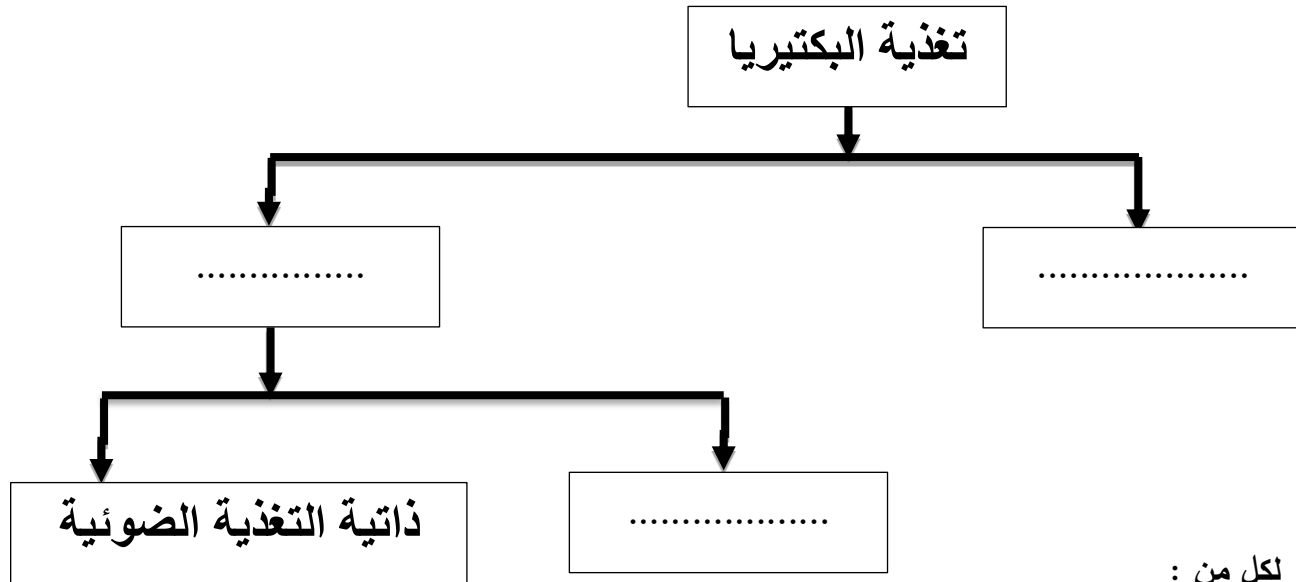 تغذية البكتيريا
....................
................
...................
ذاتية التغذية الضوئية
لكل من :